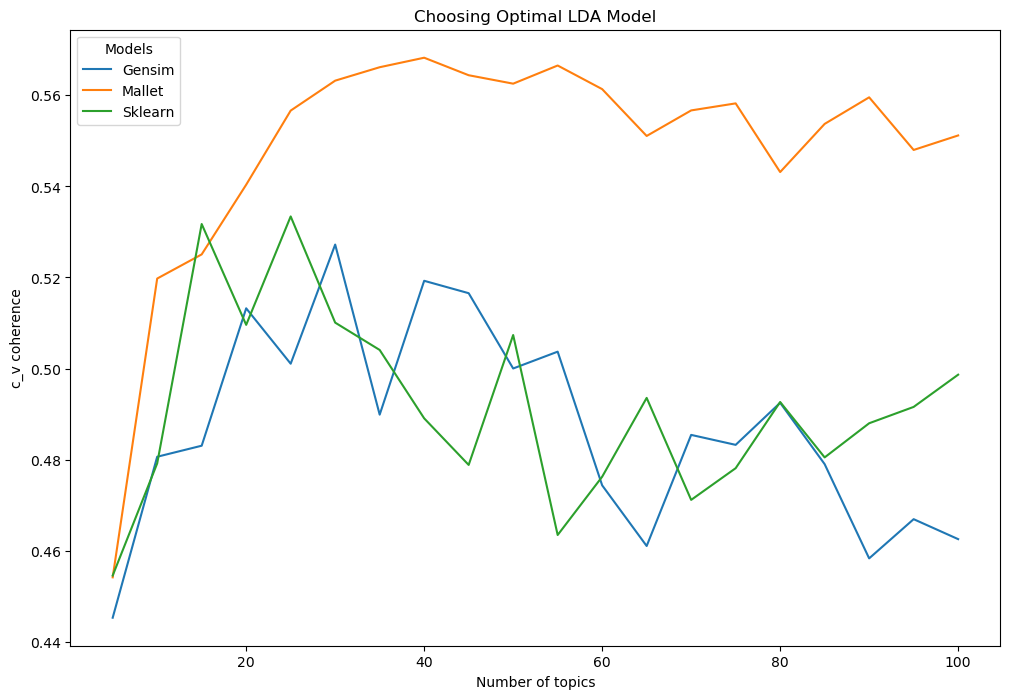 Choosing Optimal LDA Model
Models
Gensim
Mallet
Sklearn
c_v coherence
0.56
0.54
0.52
0.50
0.48
0.46
0.44
20 40 60 80 100
Number of topics